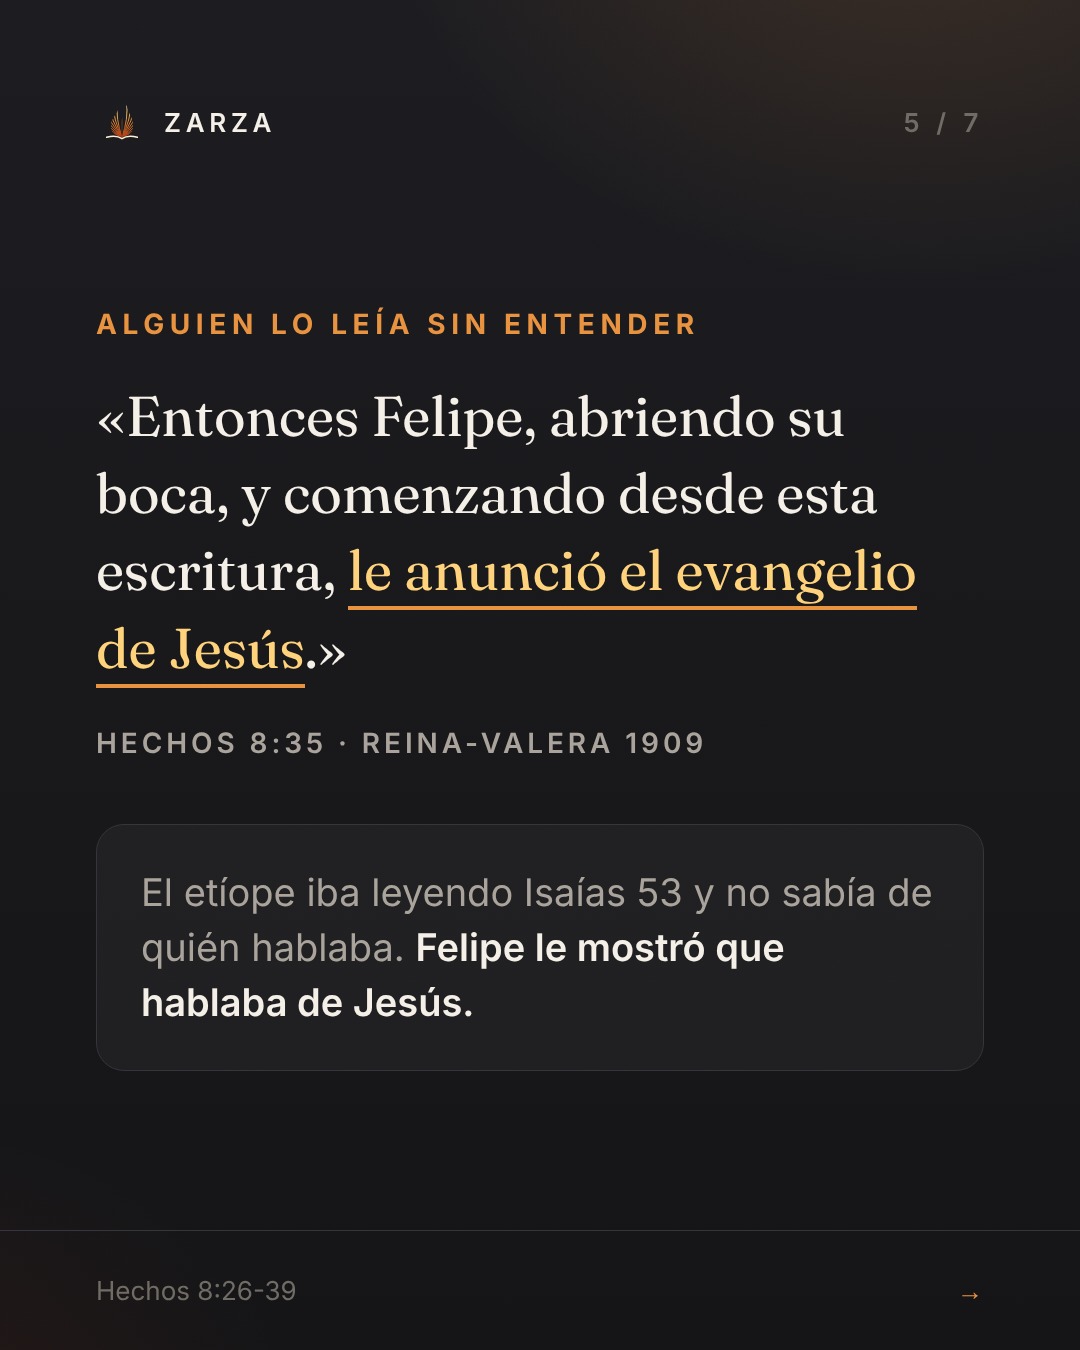 ZARZA
5 / 7
ALGUIEN LO LEÍA SIN ENTENDER
«Entonces Felipe, abriendo su
boca, y comenzando desde esta
escritura, le anunció el evangelio
de Jesús.»
HECHOS 8:35 · REINA-VALERA 1909
El etíope iba leyendo Isaías 53 y no sabía de
quién hablaba. Felipe le mostró que
hablaba de Jesús.
Hechos 8:26-39
→